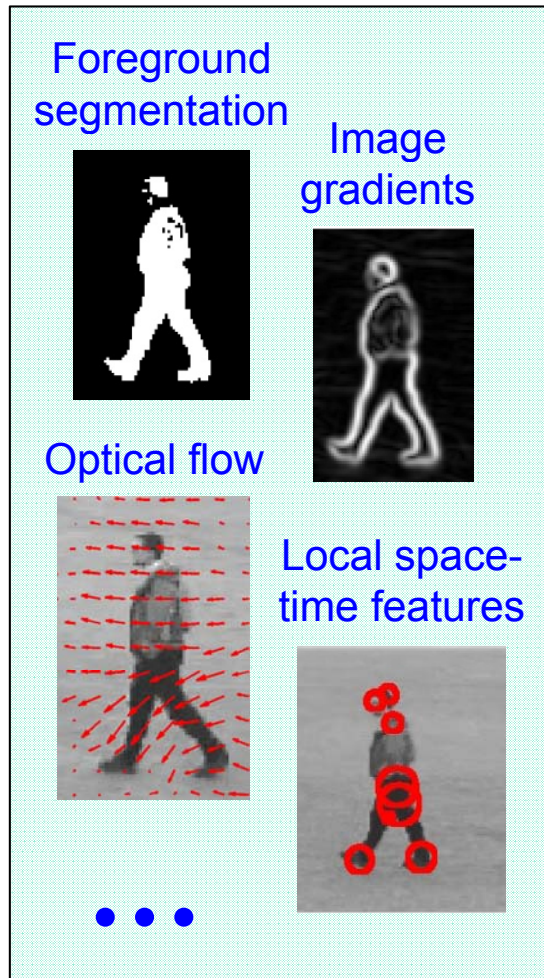 Foreground
segmentation
Image
gradients
Optical flow
Local space-
time features
• • •